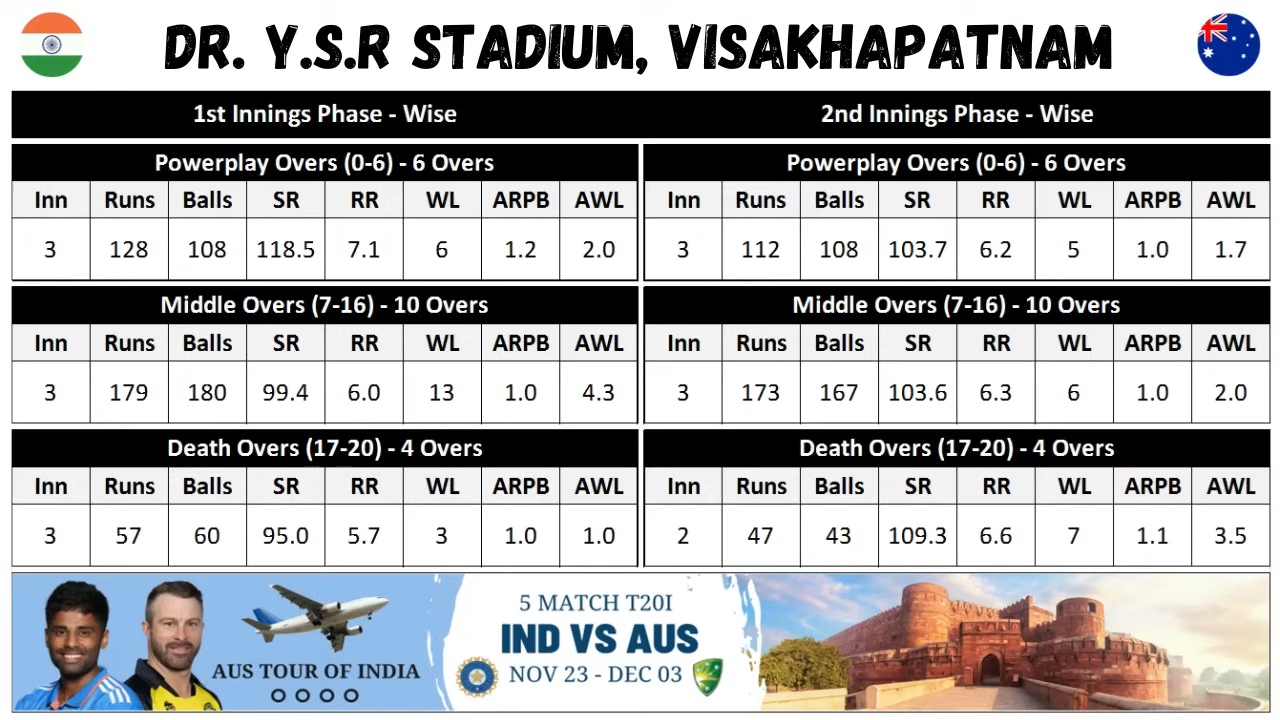 DR. Y.S.R STADIUM, VISAKHAPATNAM
1st Innings Phase - Wise
Powerplay Overs (0-6) - 6 Overs
Inn Runs Balls SR RR WL ARPB AWL
3 128 108 118.5 7.1 6 1.2 2.0
Middle Overs (7-16) - 10 Overs
Inn Runs Balls SR RR WL ARPB AWL
3 179 180 99.4 6.0 13 1.0 4.3
Death Overs (17-20) - 4 Overs
Inn Runs Balls SR RR WL ARPB AWL
3 57 60 95.0 5.7 3 1.0 1.0
2nd Innings Phase - Wise
Powerplay Overs (0-6) - 6 Overs
Inn Runs Balls SR RR WL ARPB AWL
3 112 108 103.7 6.2 5 1.0 1.7
Middle Overs (7-16) - 10 Overs
Inn Runs Balls SR RR WL ARPB AWL
3 173 167 103.6 6.3 6 1.0 2.0
Death Overs (17-20) - 4 Overs
Inn Runs Balls SR RR WL ARPB AWL
2 47 43 109.3 6.6 7 1.1 3.5
AUS TOUR OF INDIA
5 MATCH T20I
IND VS AUS
NOV 23 - DEC 03